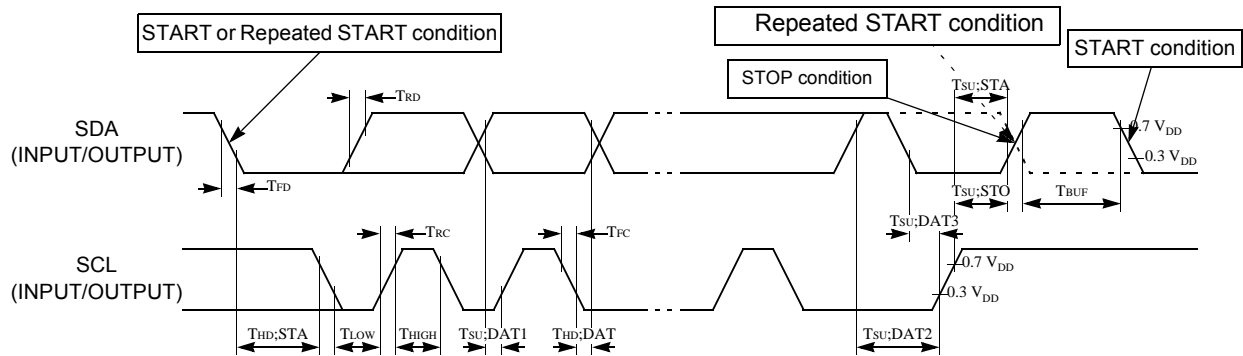 START or Repeated START condition
Repeated START condition
START condition
STOP condition
TRD
TSU;STA
SDA
(INPUT/OUTPUT)
0.7 VDD
0.3 VDD
TFD
TSU;STO
TBUF
TSU;DAT3
TRC
TFC
SCL
(INPUT/OUTPUT)
0.7 VDD
0.3 VDD
THD;STA
TLOW
THIGH
TSU;DAT1
THD;DAT
TSU;DAT2